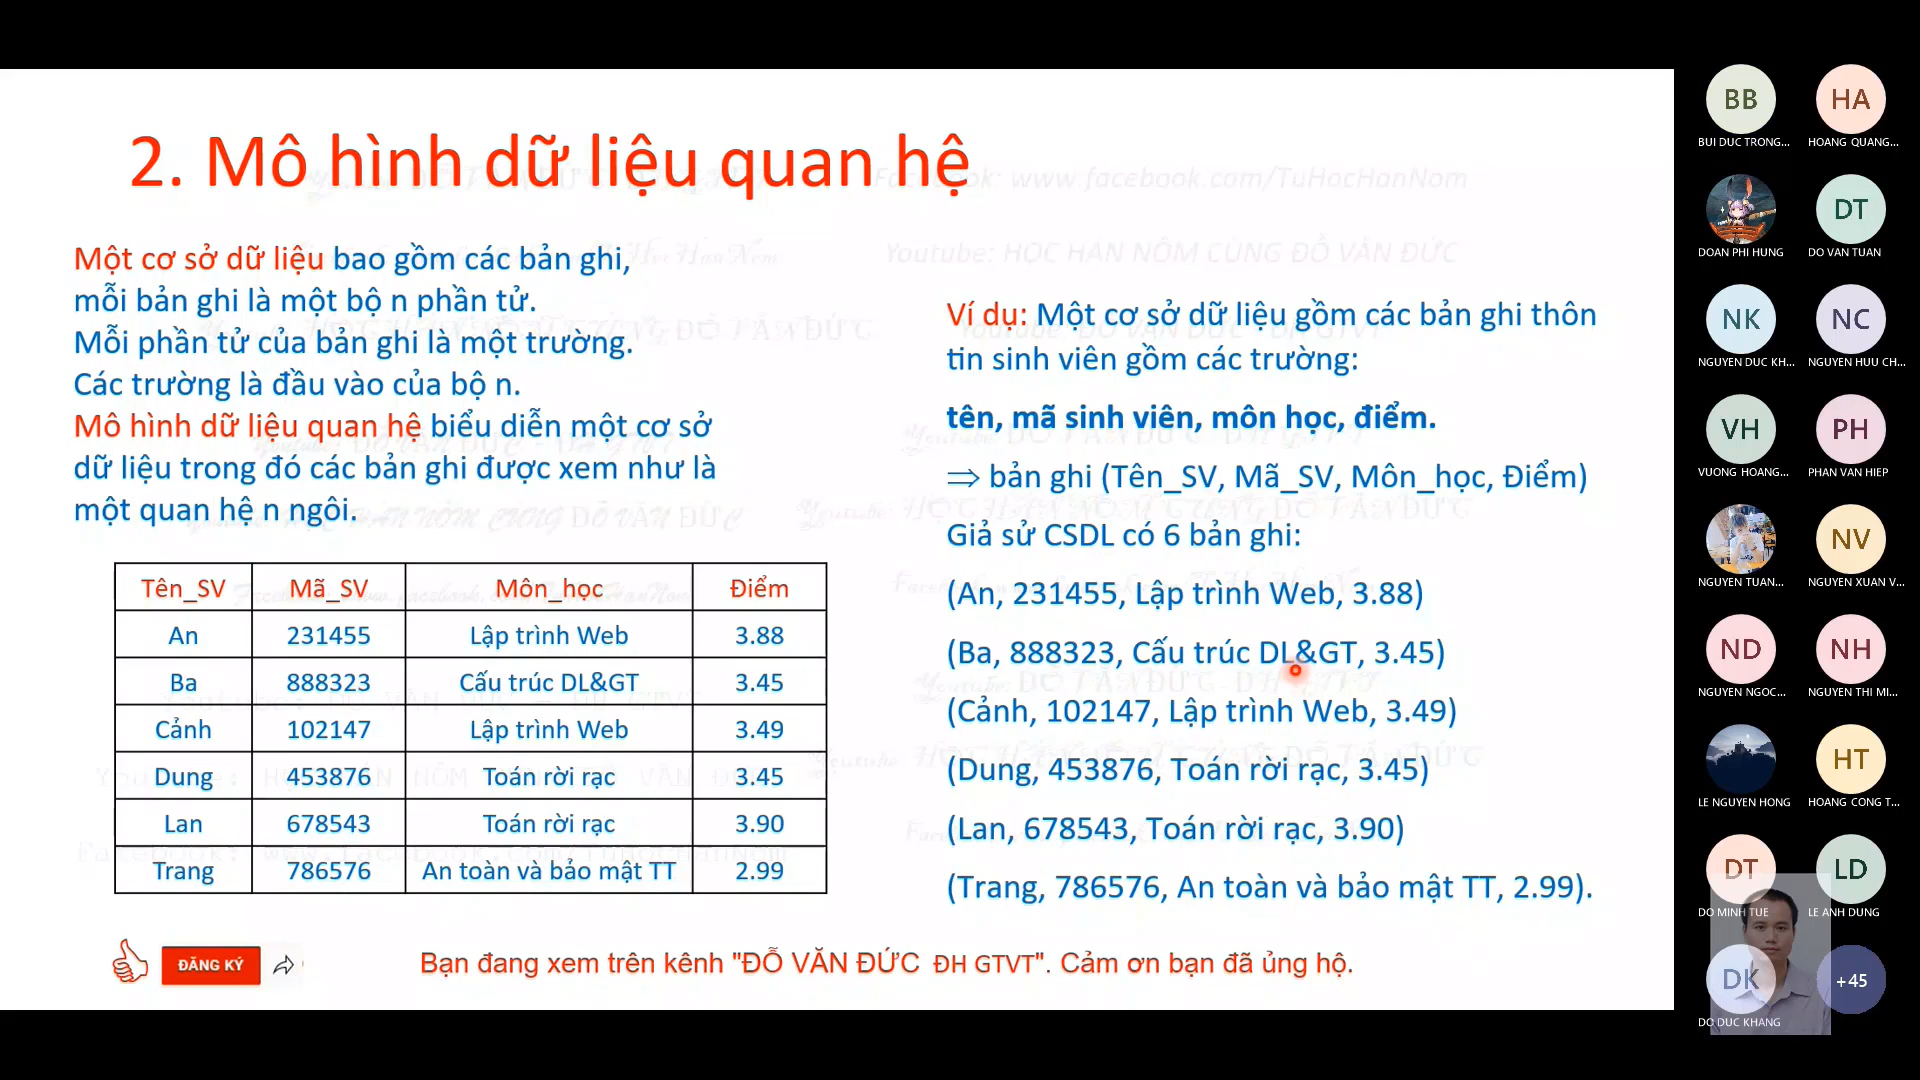 2. Mô hình dữ liệu quan hệ
Một cơ sở dữ liệu bao gồm các bản ghi,
mỗi bản ghi là một bộ n phần tử.
Mỗi phần tử của bản ghi là một trường.
Các trường là đầu vào của bộ n.
Mô hình dữ liệu quan hệ biểu diễn một cơ sở
dữ liệu trong đó các bản ghi được xem như là
một quan hệ n ngôi.
Tên_SV Mã_SV Môn_học Điểm
An 231455 Lập trình Web 3.88
Ba 888323 Cấu trúc DL&GT 3.45
Cảnh 102147 Lập trình Web 3.49
Dung 453876 Toán rời rạc 3.45
Lan 678543 Toán rời rạc 3.90
Trang 786576 An toàn và bảo mật TT 2.99
Ví dụ: Một cơ sở dữ liệu gồm các bản ghi thôn
tin sinh viên gồm các trường:
tên, mã sinh viên, môn học, điểm.
⇒ bản ghi (Tên_SV, Mã_SV, Môn_học, Điểm)
Giả sử CSDL có 6 bản ghi:
(An, 231455, Lập trình Web, 3.88)
(Ba, 888323, Cấu trúc DL&GT, 3.45)
(Cảnh, 102147, Lập trình Web, 3.49)
(Dung, 453876, Toán rời rạc, 3.45)
(Lan, 678543, Toán rời rạc, 3.90)
(Trang, 786576, An toàn và bảo mật TT, 2.99).
ĐĂNG KÝ
Bạn đang xem trên kênh "ĐỖ VĂN ĐỨC ĐH GTVT". Cảm ơn bạn đã ủng hộ.
Facebook: www.facebook.com/TuHocHanNom
Youtube: HỌC HÁN NÔM CÙNG ĐỖ VĂN ĐỨC
BB HA
BUI DUC TRONG... HOANG QUANG...
DT
DOAN PHI HUNG DO VAN TUAN
NK NC
NGUYEN DUC KH... NGUYEN HUU CH...
VH PH
VUONG HOANG... PHAN VAN HIEP
NV
NGUYEN TUAN... NGUYEN XUAN V...
ND NH
NGUYEN NGOC... NGUYEN THI MI...
HT
LE NGUYEN HONG HOANG CONG T...
DT LD
DO MINH TUE LE ANH DUNG
DK +45
DO DUC KHANG